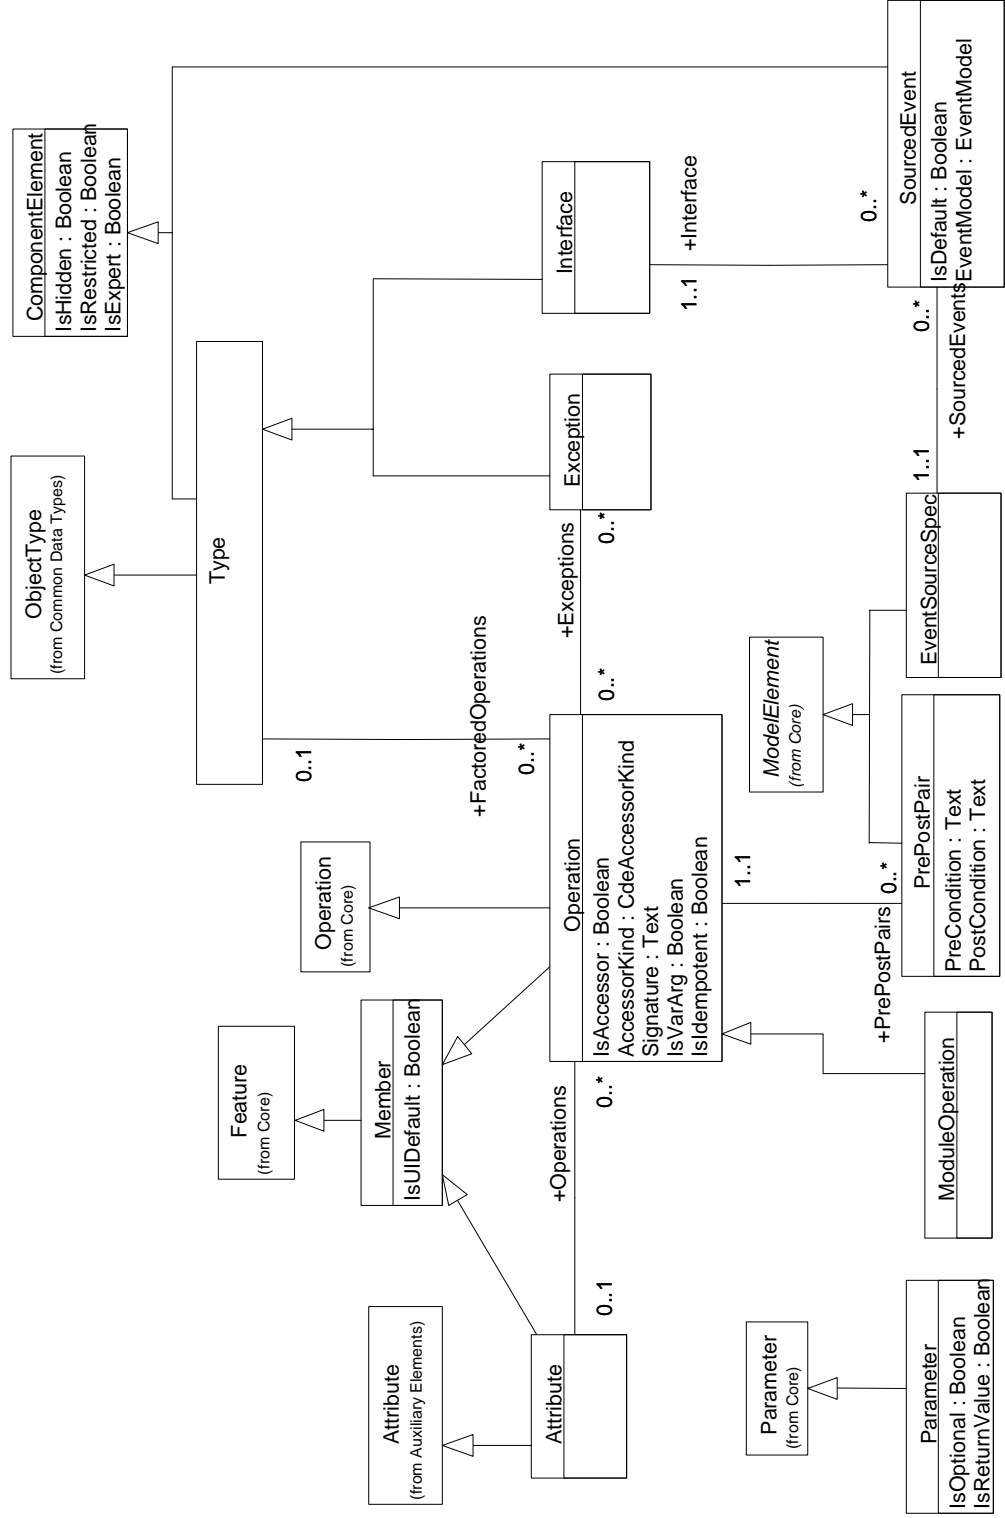 Attribute
(from Auxiliary Elements)
Feature
(from Core)
Operation
(from Core)
ObjectType
(from Common Data Types)
ComponentElement
IsHidden : Boolean
IsRestricted : Boolean
IsExpert : Boolean
Member
IsUIDefault : Boolean
Type
0..1
+FactoredOperations
0..*
Attribute
0..1
+Operations
0..*
Operation
IsAccessor : Boolean
AccessorKind : CdeAccessorKind
Signature : Text
IsVarArg : Boolean
IsIdempotent : Boolean
0..*
+Exceptions
0..*
Exception
Interface
1..1
+Interface
0..*
Parameter
(from Core)
1..1
+PrePostPairs
0..*
ModelElement
(from Core)
Parameter
IsOptional : Boolean
IsReturnValue : Boolean
ModuleOperation
PrePostPair
PreCondition : Text
PostCondition : Text
EventSourceSpec
1..1
+SourcedEvents
0..*
SourcedEvent
IsDefault : Boolean
EventModel : EventModel